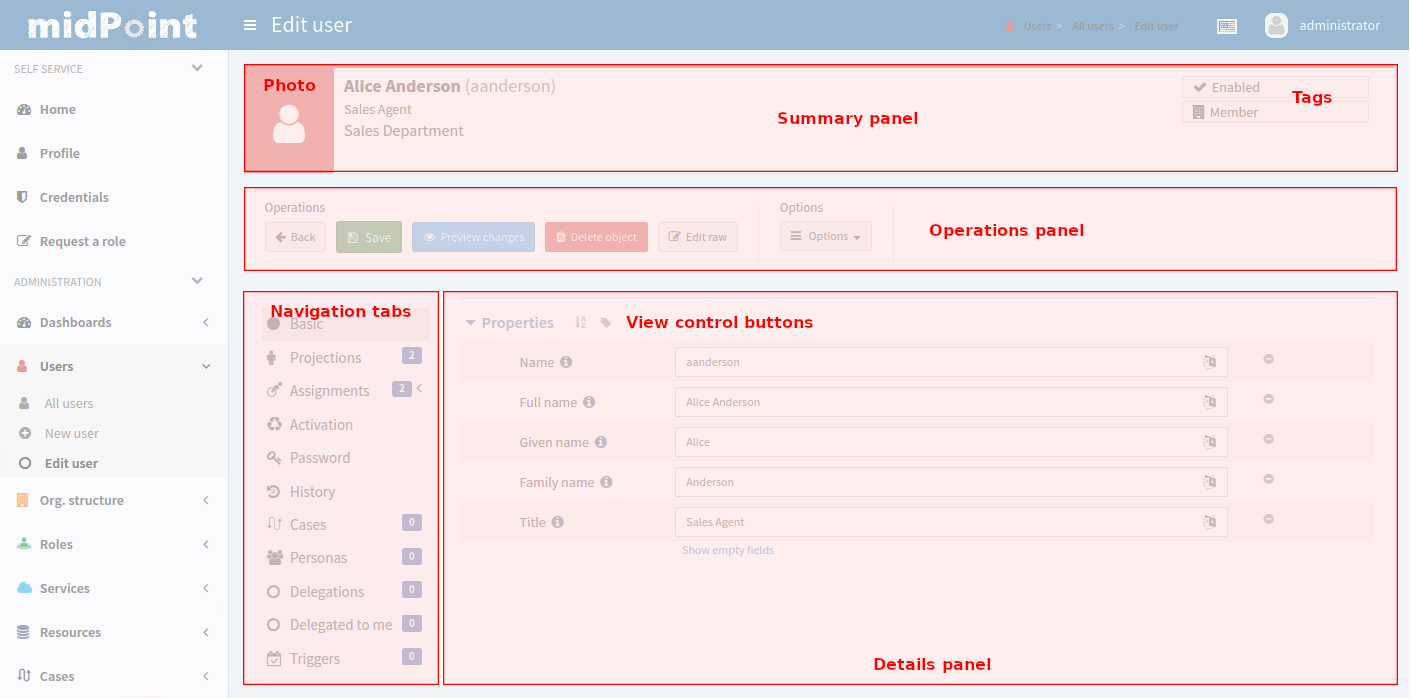 midPoint
Edit user
Users > All users > Edit user
administrator
SELF SERVICE
Home
Profile
Credentials
Request a role
ADMINISTRATION
Dashboards
Users
All users
New user
Edit user
Org. structure
Roles
Services
Resources
Cases
Photo
Alice Anderson (aanderson)
Sales Agent
Sales Department
Summary panel
Enabled
Tags
Member
Operations
Back
Save
Preview changes
Delete object
Edit raw
Options
Options
Operations panel
Navigation tabs
Basic
Projections 2
Assignments 2
Activation
Password
History
Cases 0
Personas 0
Delegations 0
Delegated to me 0
Triggers 0
Properties
View control buttons
Name aanderson
Full name Alice Anderson
Given name Alice
Family name Anderson
Title Sales Agent
Show empty fields
Details panel